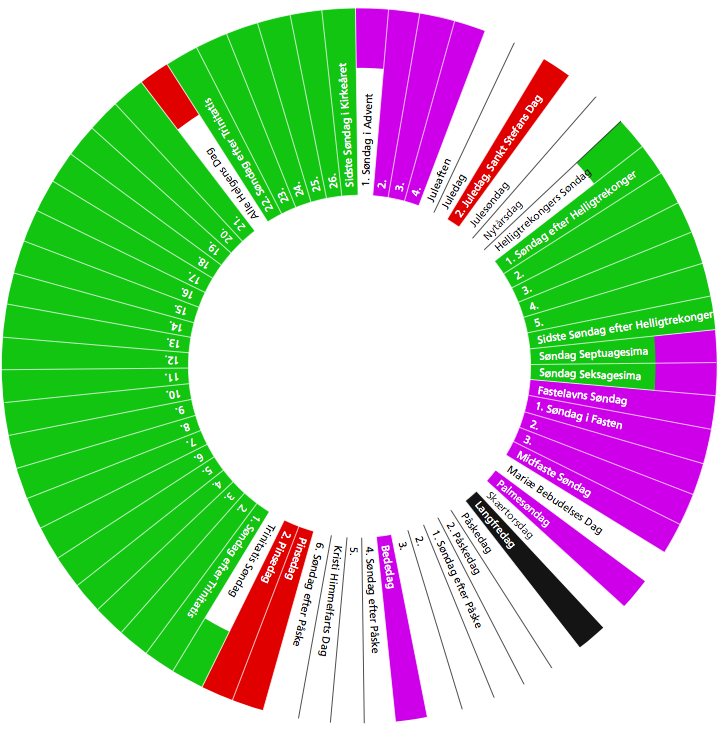 1. Søndag i Advent
2.
3.
4.
Juleaften
Juledag
2. Juledag, Sankt Stefans Dag
Julesøndag
Nytårsdag
Helligtrekongers Søndag
1. Søndag efter Helligtrekonger
2.
3.
4.
5.
Sidste Søndag efter Helligtrekonger
Søndag Septuagesima
Søndag Seksagesima
Fastelavns Søndag
1. Søndag i Fasten
2.
3.
Midfaste Søndag
Mariæ Bebudelses Dag
Palmesøndag
Skærtorsdag
Langfredag
Påskedag
2. Påskedag
1. Søndag efter Påske
2.
3.
Bededag
4. Søndag efter Påske
5.
Kristi Himmelfarts Dag
6. Søndag efter Påske
Pinsedag
2. Pinsedag
Trinitatis Søndag
1. Søndag efter Trinitatis
2.
3.
4.
5.
6.
7.
8.
9.
10.
11.
12.
13.
14.
15.
16.
17.
18.
19.
20.
21.
Alle Helgens Dag
22. Søndag efter Trinitatis
23.
24.
25.
26.
Sidste Søndag i Kirkeåret